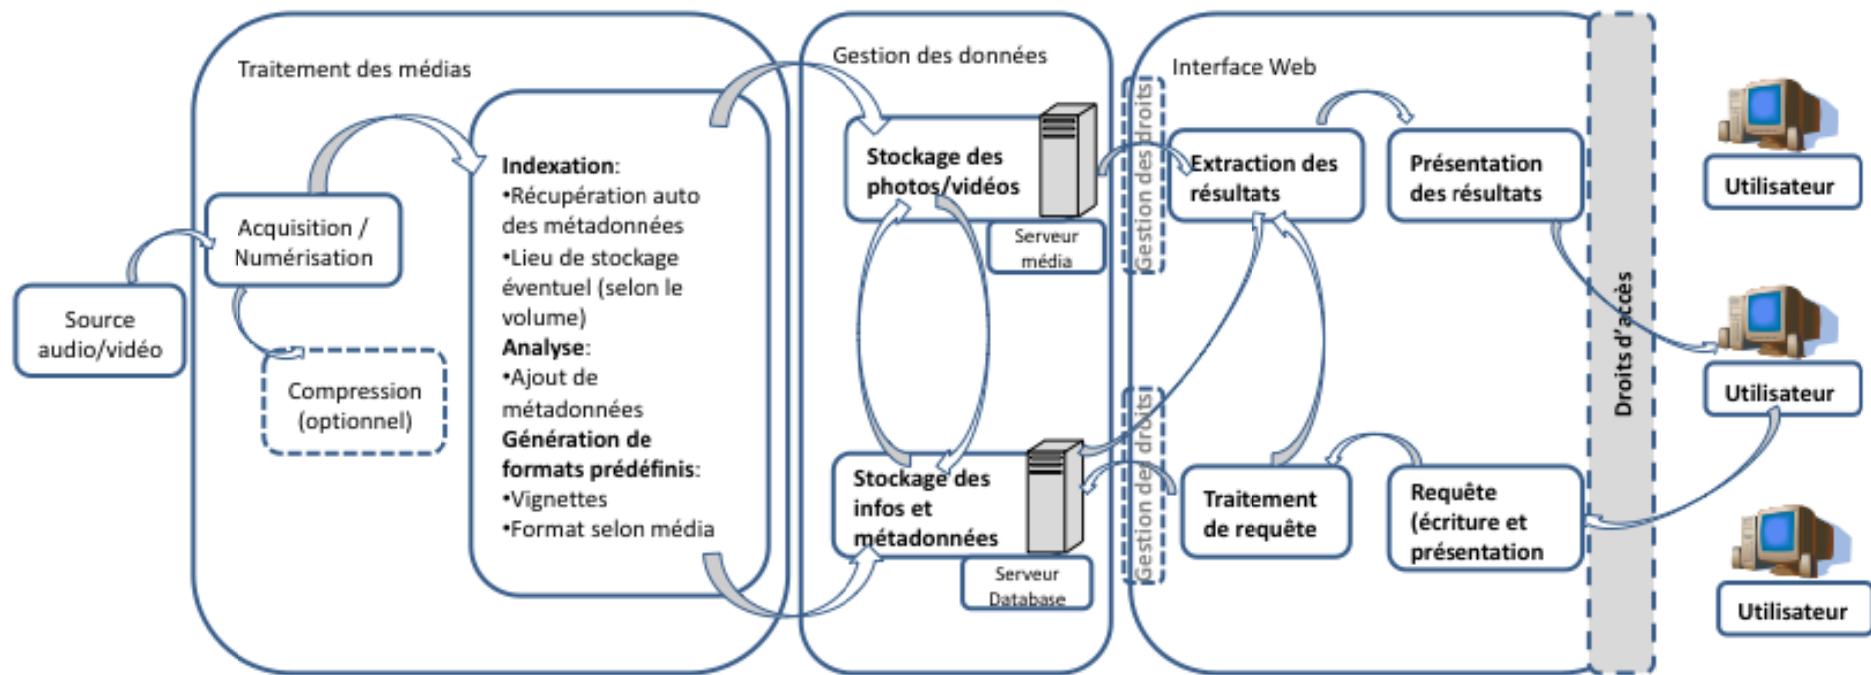 Traitement des médias
Gestion des données
Interface Web
Source
audio/vidéo
Acquisition /
Numérisation
Compression
(optionnel)
Indexation:
•Récupération auto
des métadonnées
•Lieu de stockage
éventuel (selon le
volume)
Analyse:
•Ajout de
métadonnées
Génération de
formats prédéfinis:
•Vignettes
•Format selon média
Stockage des
photos/vidéos
Serveur
média
Stockage des
infos et
métadonnées
Serveur
Database
Gestion des droits
Gestion des droits
Extraction des
résultats
Présentation
des résultats
Traitement
de requête
Requête
(écriture et
présentation
Droits d'accès
Utilisateur
Utilisateur
Utilisateur